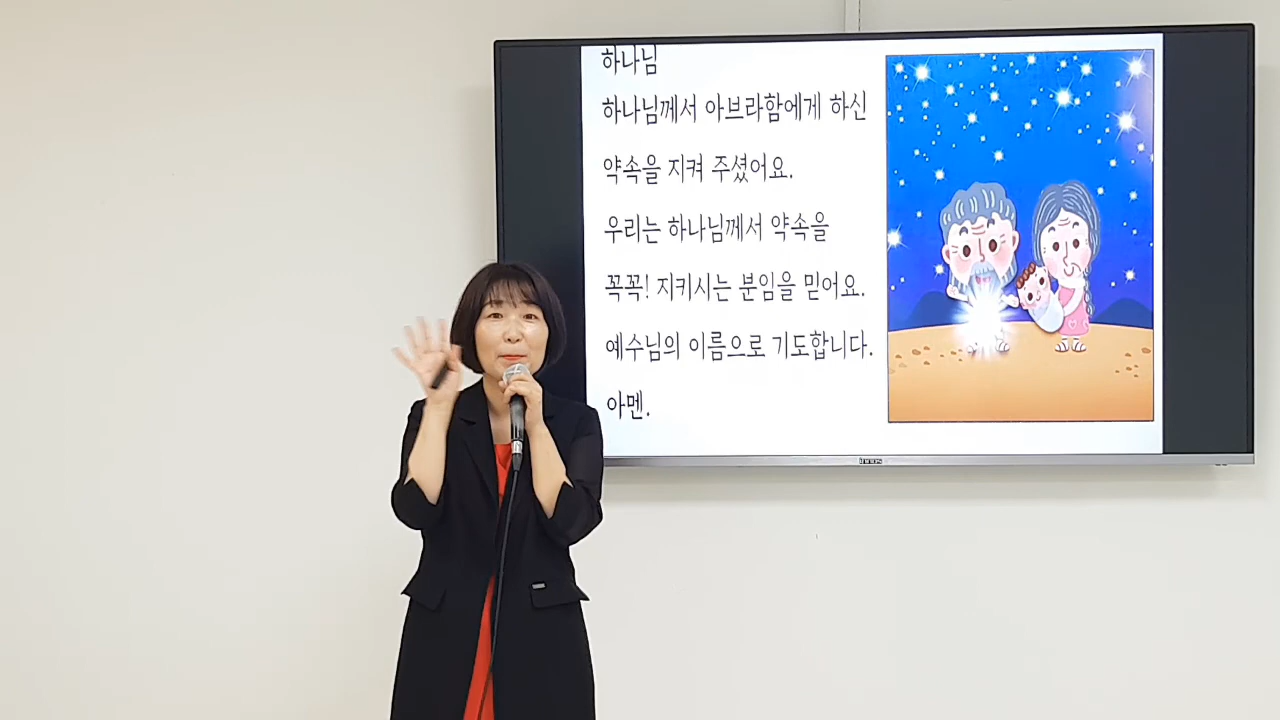 하나님
하나님께서 아브라함에게 하신
약속을 지켜 주셨어요.
우리는 하나님께서 약속을
꼭꼭! 지키시는 분임을 믿어요.
예수님의 이름으로 기도합니다.
아멘.